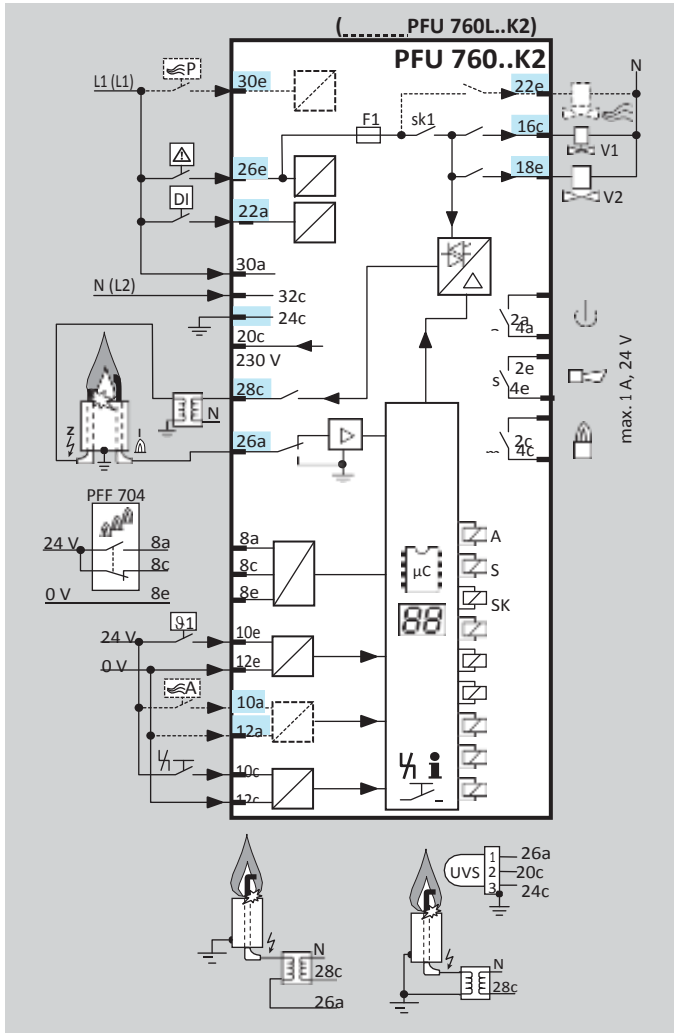 (______PFU 760L..K2)
PFU 760..K2
L1 (L1)
P
30e
22e
N
F1
sk1
16c
V1
26e
18e
V2
DI
22a
30a
N (L2)
32c
24c
20c
230 V
28c
N
26a
Z
I
2a
4a
2e
s
4e
2c
4c
max. 1 A, 24 V
PFF 704
24 V
8a
8c
0 V
8e
8a
8c
8e
µC
88
A
S
SK
ϑ1
24 V
10e
0 V
12e
A
10a
12a
10c
12c
i
UVS
1
2
3
26a
20c
24c
N
28c
26a
N
28c